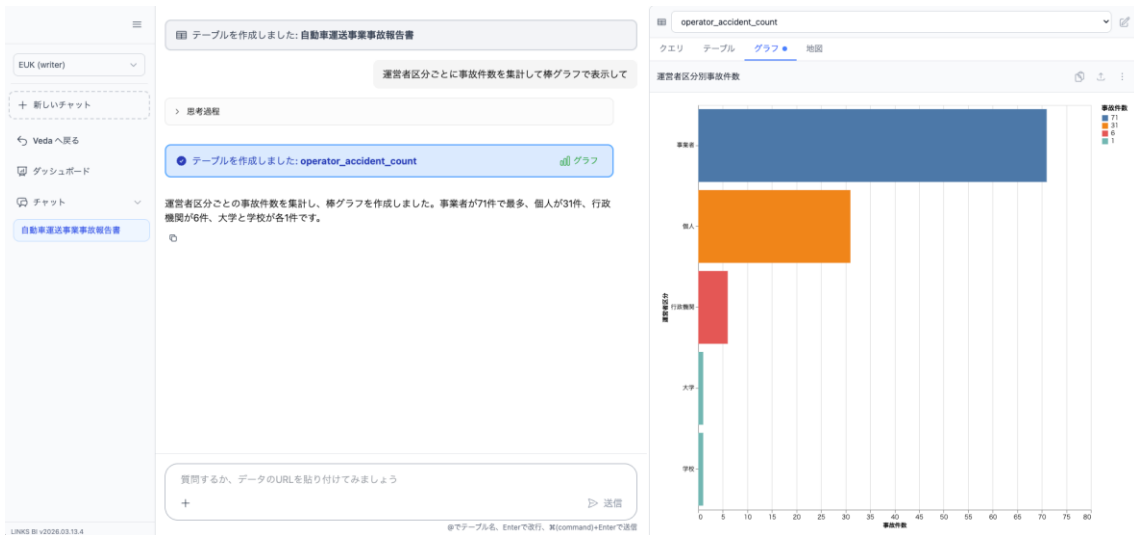 EUK (writer)
新しいチャット
Veda へ戻る
ダッシュボード
チャット
自動車運送事業事故報告書
LINKS BI v2026.03.13.4
テーブルを作成しました: 自動車運送事業事故報告書
運営者区分ごとに事故件数を集計して棒グラフで表示して
思考過程
テーブルを作成しました: operator_accident_count
グラフ
運営者区分ごとの事故件数を集計し、棒グラフを作成しました。事業者が71件で最多、個人が31件、行政
機関が6件、大学と学校が各1件です。
質問するか、データのURLを貼り付けてみましょう
送信
@でテーブル名、Enterで改行、⌘(command)+Enterで送信
operator_accident_count
クエリ テーブル グラフ 地図
運営者区分別事故件数
事故件数
71
31
6
1
運営者区分
事業者
個人
行政機関
大学
学校
0 5 10 15 20 25 30 35 40 45 50 55 60 65 70 75 80
事故件数